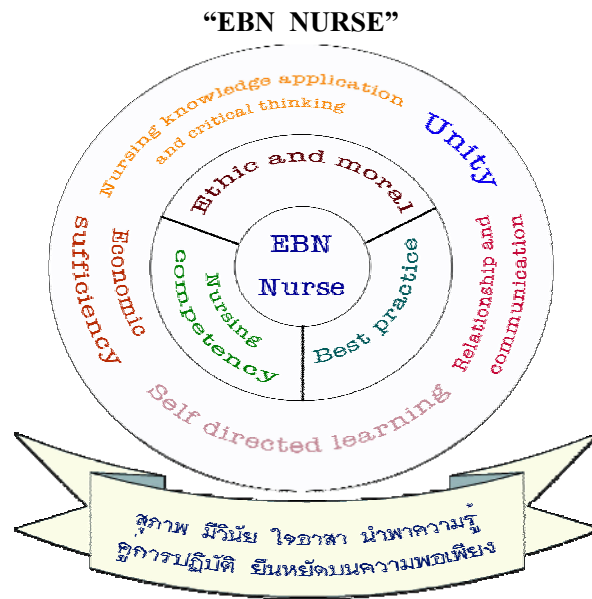 “EBN NURSE”
Nursing knowledge application
and critical thinking
Unity
Ethic and moral
EBN
Nurse
Nursing
competency
Best practice
Economic
sufficiency
Relationship and
communication
Self directed learning
สุภาพ มีวินัย ใจอาสา นำพาความรู้
คู่การปฏิบัติ ยืนหยัดบนความพอเพียง